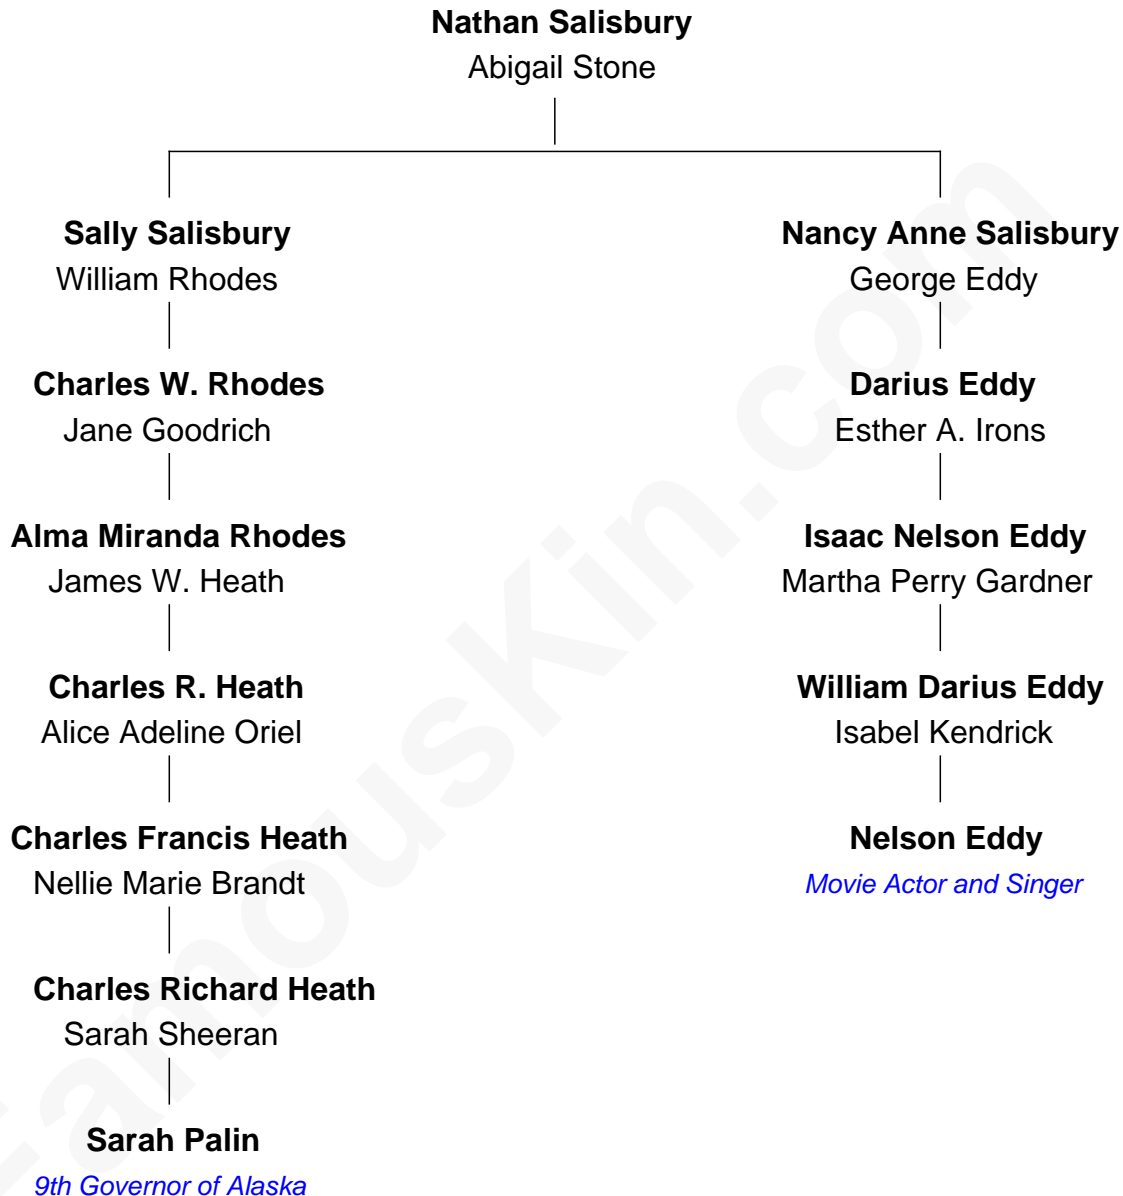 Nathan Salisbury
Abigail Stone
Sally Salisbury
William Rhodes
Nancy Anne Salisbury
George Eddy
Charles W. Rhodes
Jane Goodrich
Darius Eddy
Esther A. Irons
Alma Miranda Rhodes
James W. Heath
Isaac Nelson Eddy
Martha Perry Gardner
Charles R. Heath
Alice Adeline Oriel
William Darius Eddy
Isabel Kendrick
Charles Francis Heath
Nellie Marie Brandt
Nelson Eddy
Movie Actor and Singer
Charles Richard Heath
Sarah Sheeran
Sarah Palin
9th Governor of Alaska
FamousKin.com